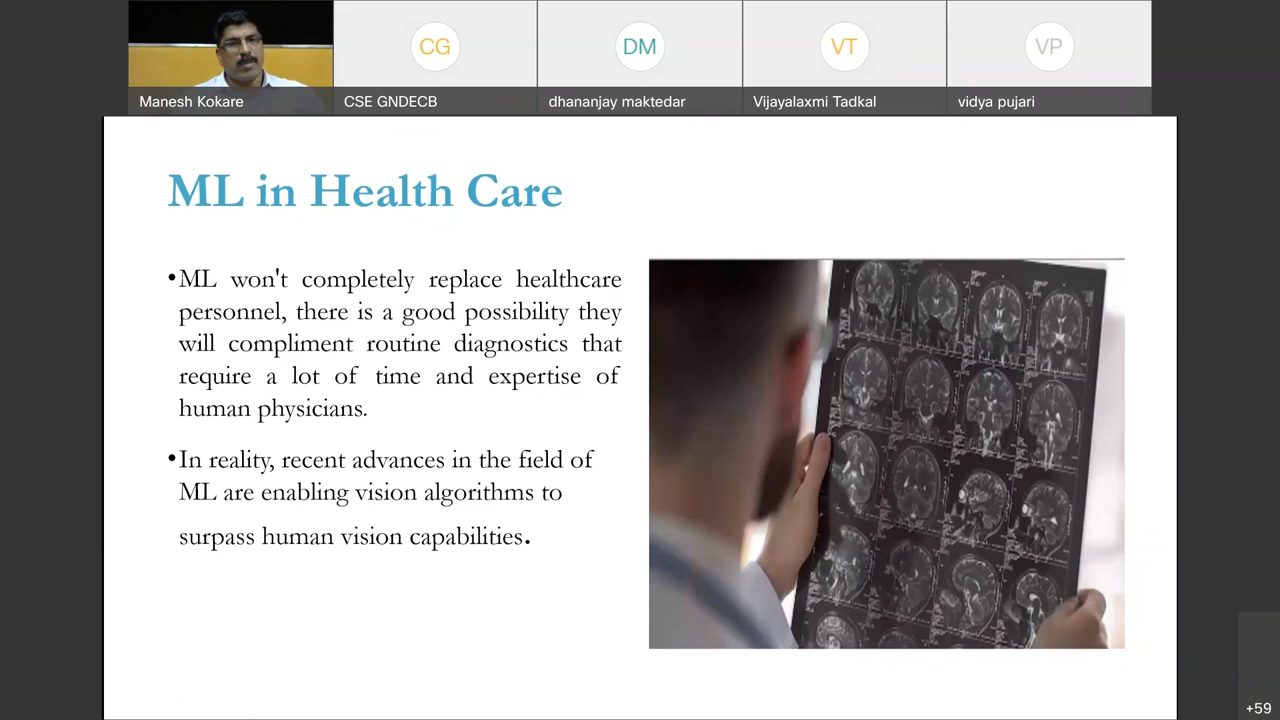 CG
DM
VT
VP
Manesh Kokare
CSE GNDECB
dhananjay maktedar
Vijayalaxmi Tadkal
vidya pujari
ML in Health Care
•ML won't completely replace healthcare
personnel, there is a good possibility they
will compliment routine diagnostics that
require a lot of time and expertise of
human physicians.
•In reality, recent advances in the field of
ML are enabling vision algorithms to
surpass human vision capabilities.
+59